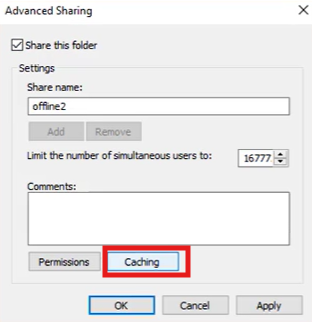 Advanced Sharing
Share this folder
Settings
Share name:
offline2
Add Remove
Limit the number of simultaneous users to: 16777
Comments:
Permissions Caching
OK Cancel Apply